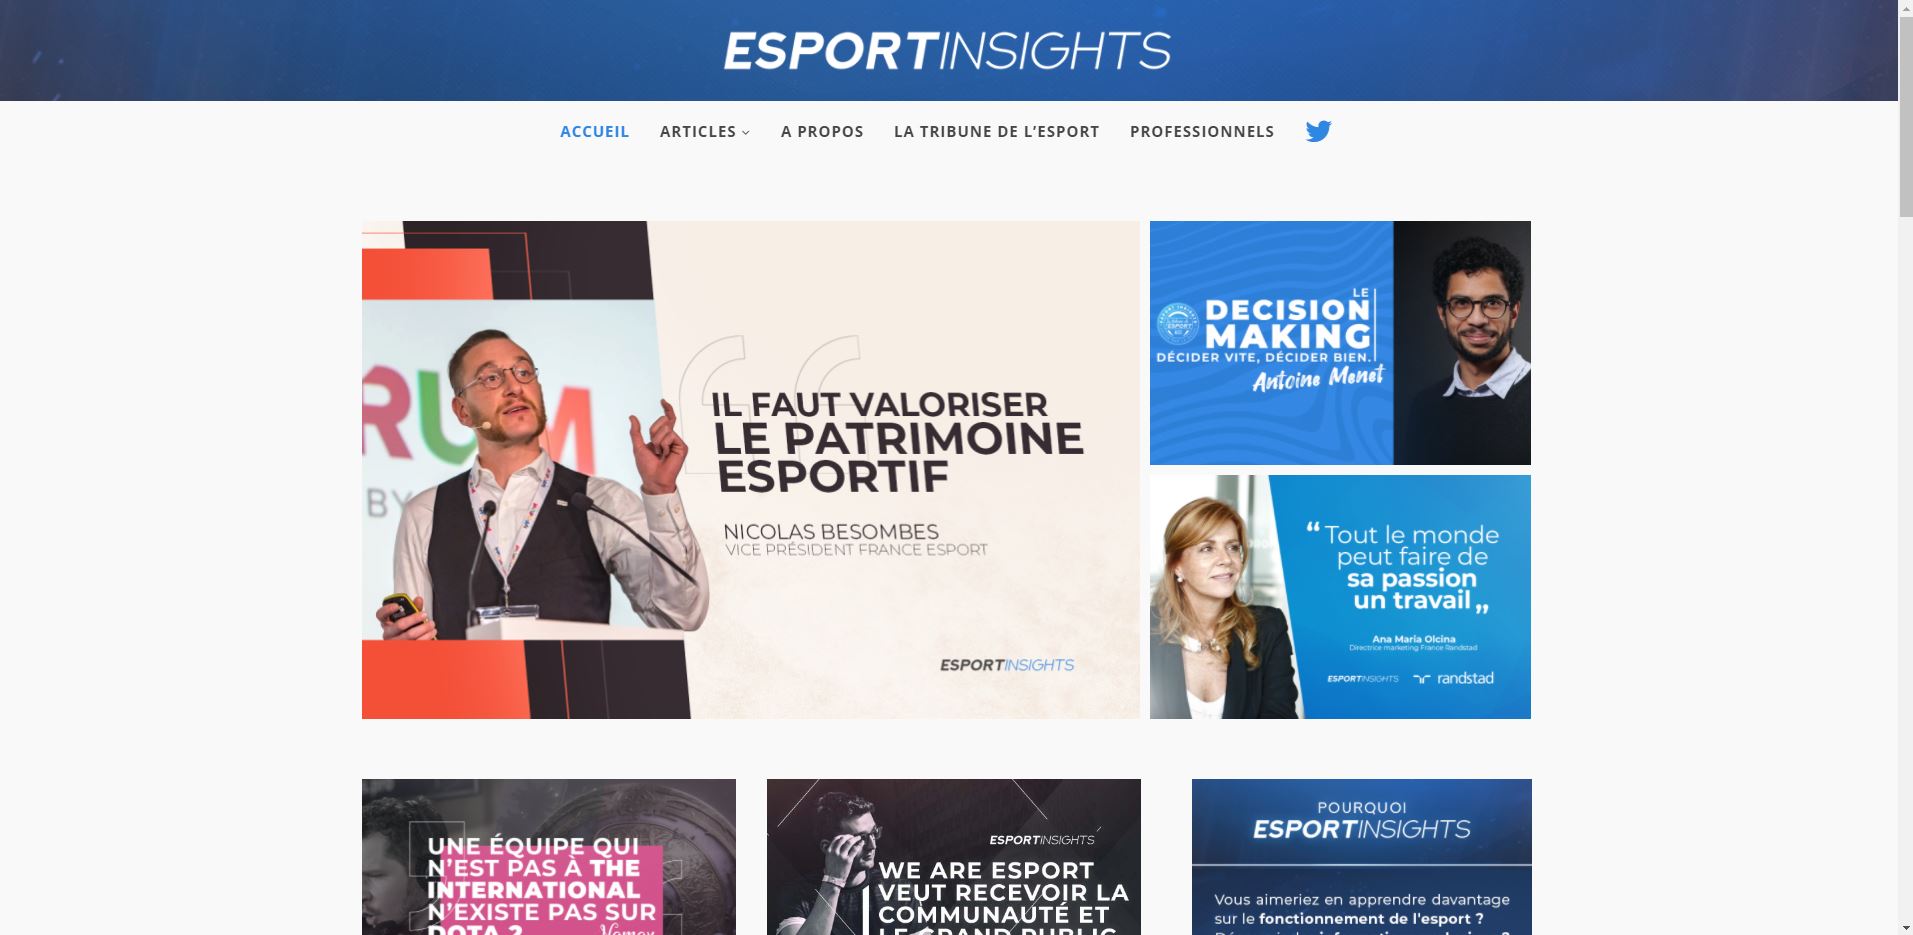 ESPORTINSIGHTS
ACCUEIL ARTICLES A PROPOS LA TRIBUNE DE L’ESPORT PROFESSIONNELS
RUM
BY
IL FAUT VALORISER
LE PATRIMOINE
ESPORTIF
NICOLAS BESOMBES
VICE PRÉSIDENT FRANCE ESPORT
ESPORTINSIGHTS
LE
DECISION
MAKING
DÉCIDER VITE, DÉCIDER BIEN.
Antoine Menet
“Tout le monde
peut faire de
sa passion
un travail„
Ana Maria Olcina
Directrice marketing France Randstad
ESPORTINSIGHTS randstad
UNE ÉQUIPE QUI
N’EST PAS À THE
INTERNATIONAL
N’EXISTE PAS SUR
DOTA 2
ESPORTINSIGHTS
WE ARE ESPORT
VEUT RECEVOIR LA
COMMUNAUTÉ ET
LE GRAND PUBLIC
POURQUOI
ESPORTINSIGHTS
Vous aimeriez en apprendre davantage
sur le fonctionnement de l'esport ?